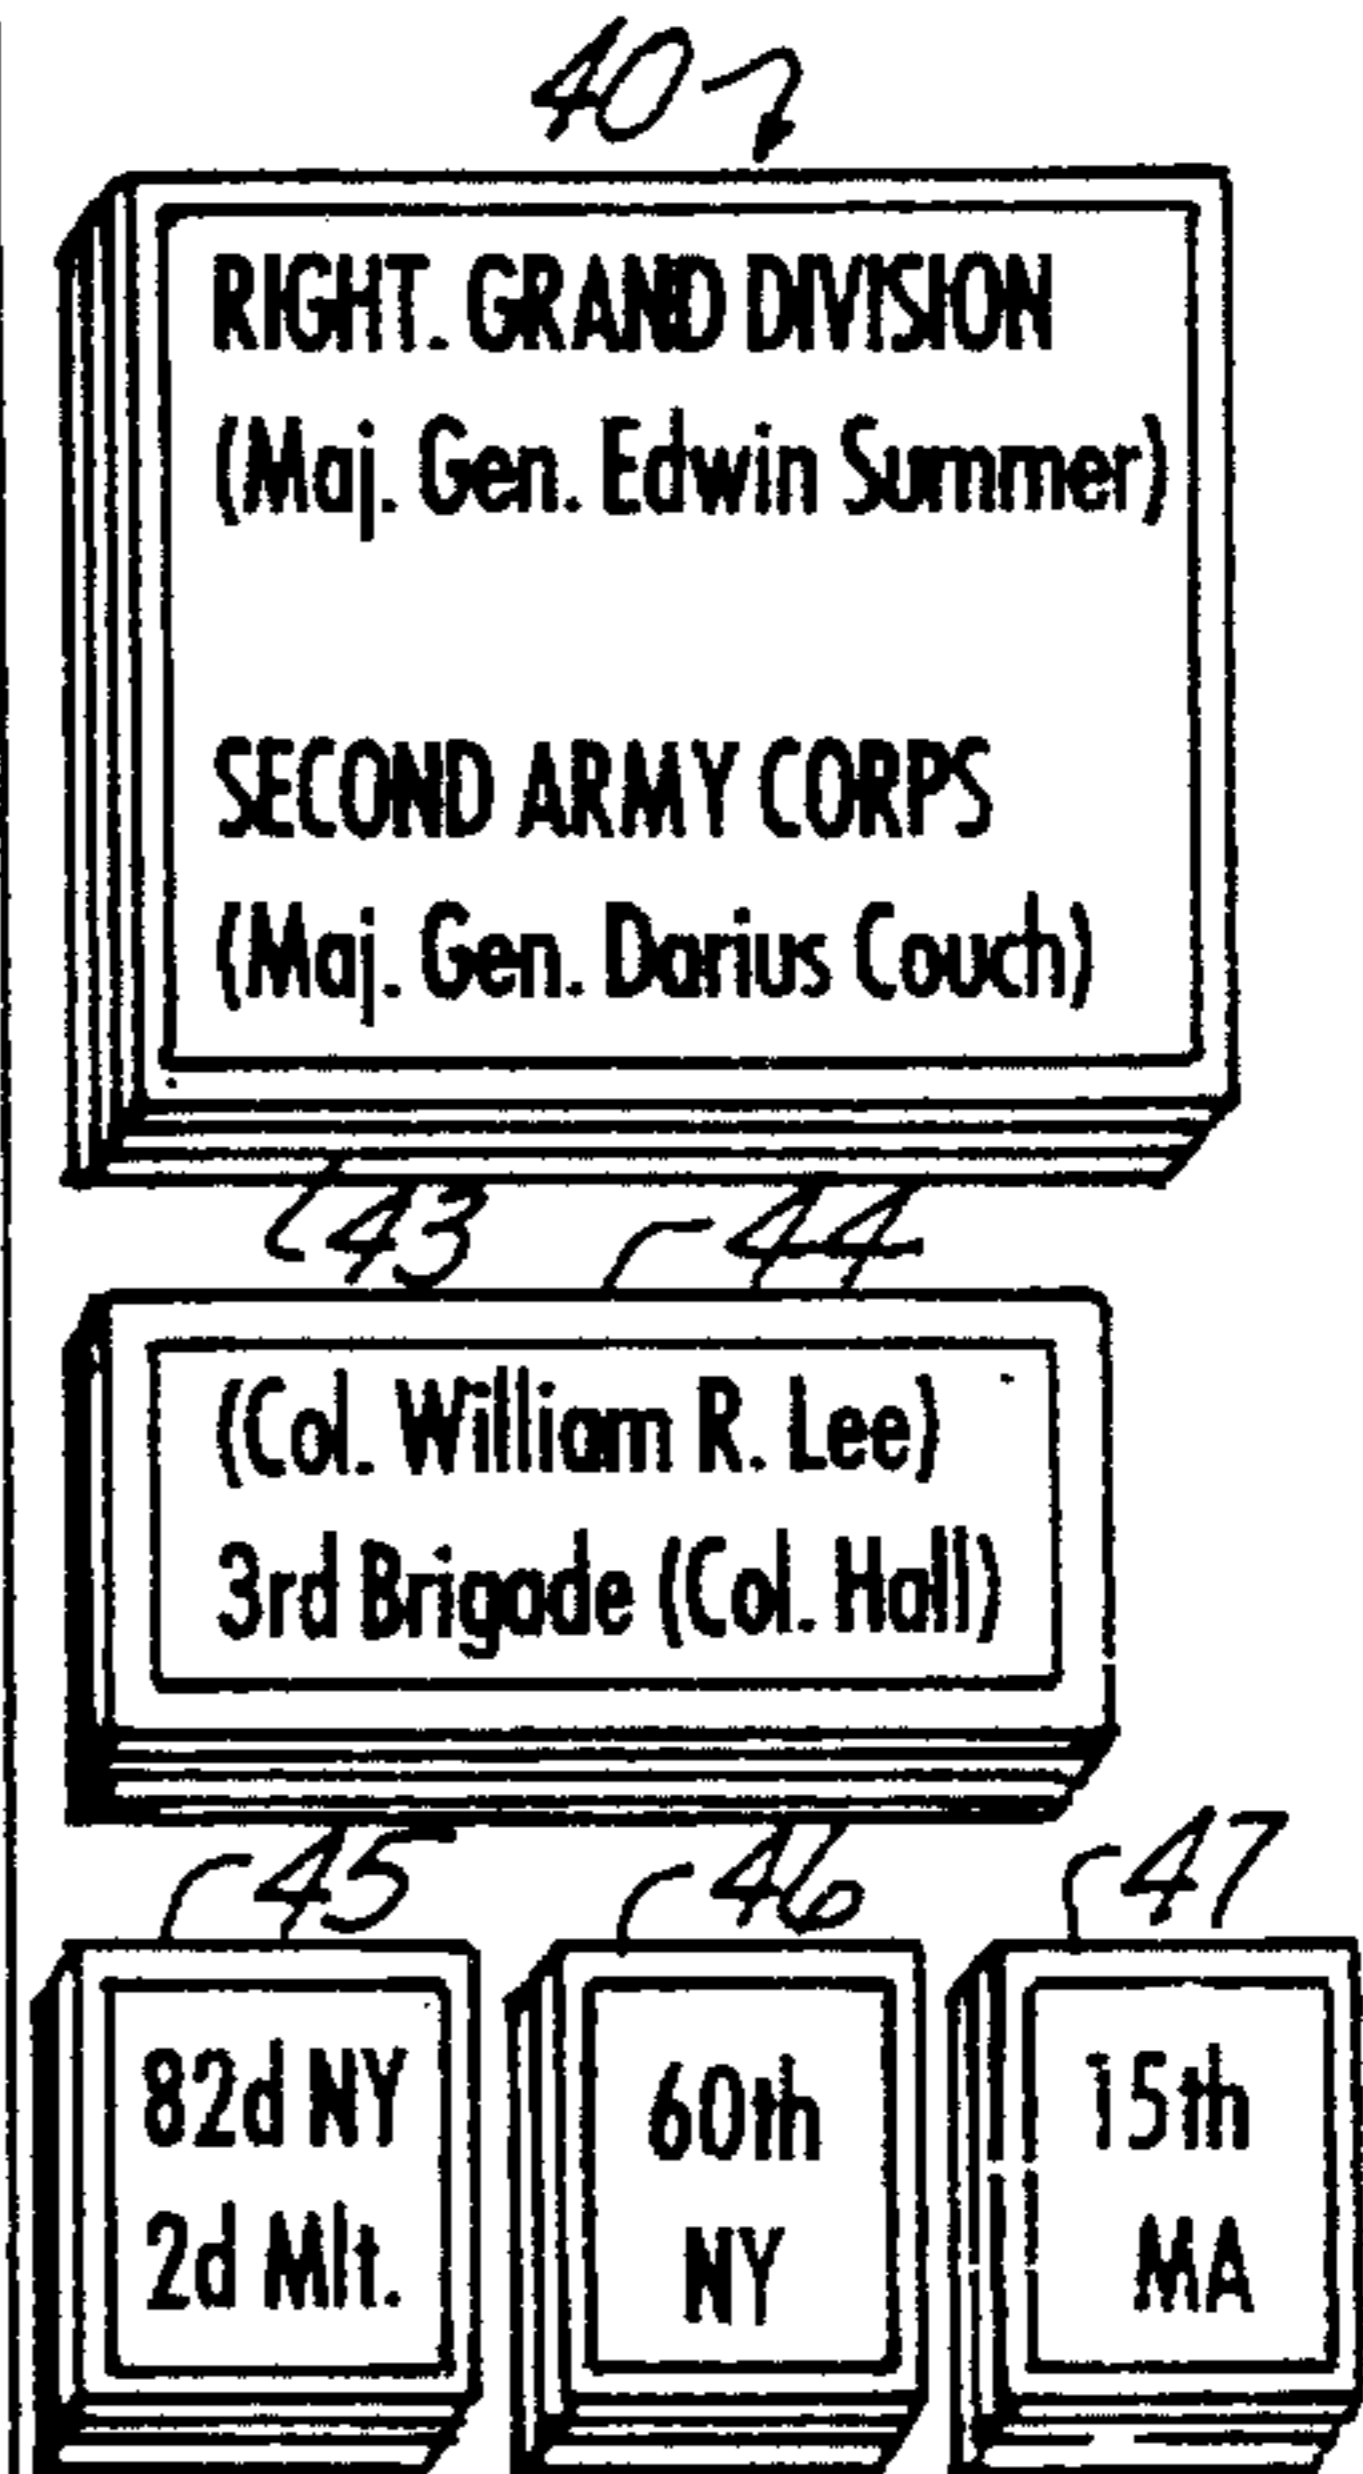 40
RIGHT. GRAND DIVISION
(Maj. Gen. Edwin Summer)
SECOND ARMY CORPS
(Maj. Gen. Darius Couch)
43 44
(Col. William R. Lee)
3rd Brigade (Col. Hall)
45 46 47
82d NY
2d Mlt.
60th
NY
15th
MA